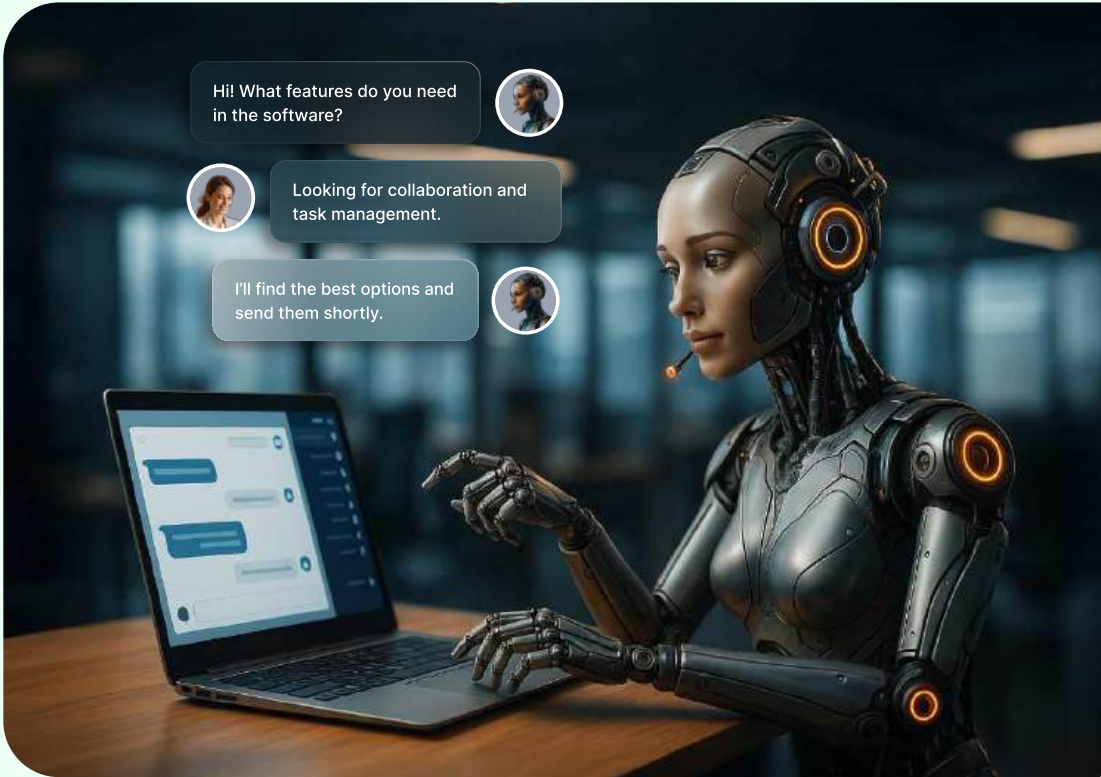 Hi! What features do you need
in the software?
Looking for collaboration and
task management.
I'll find the best options and
send them shortly.